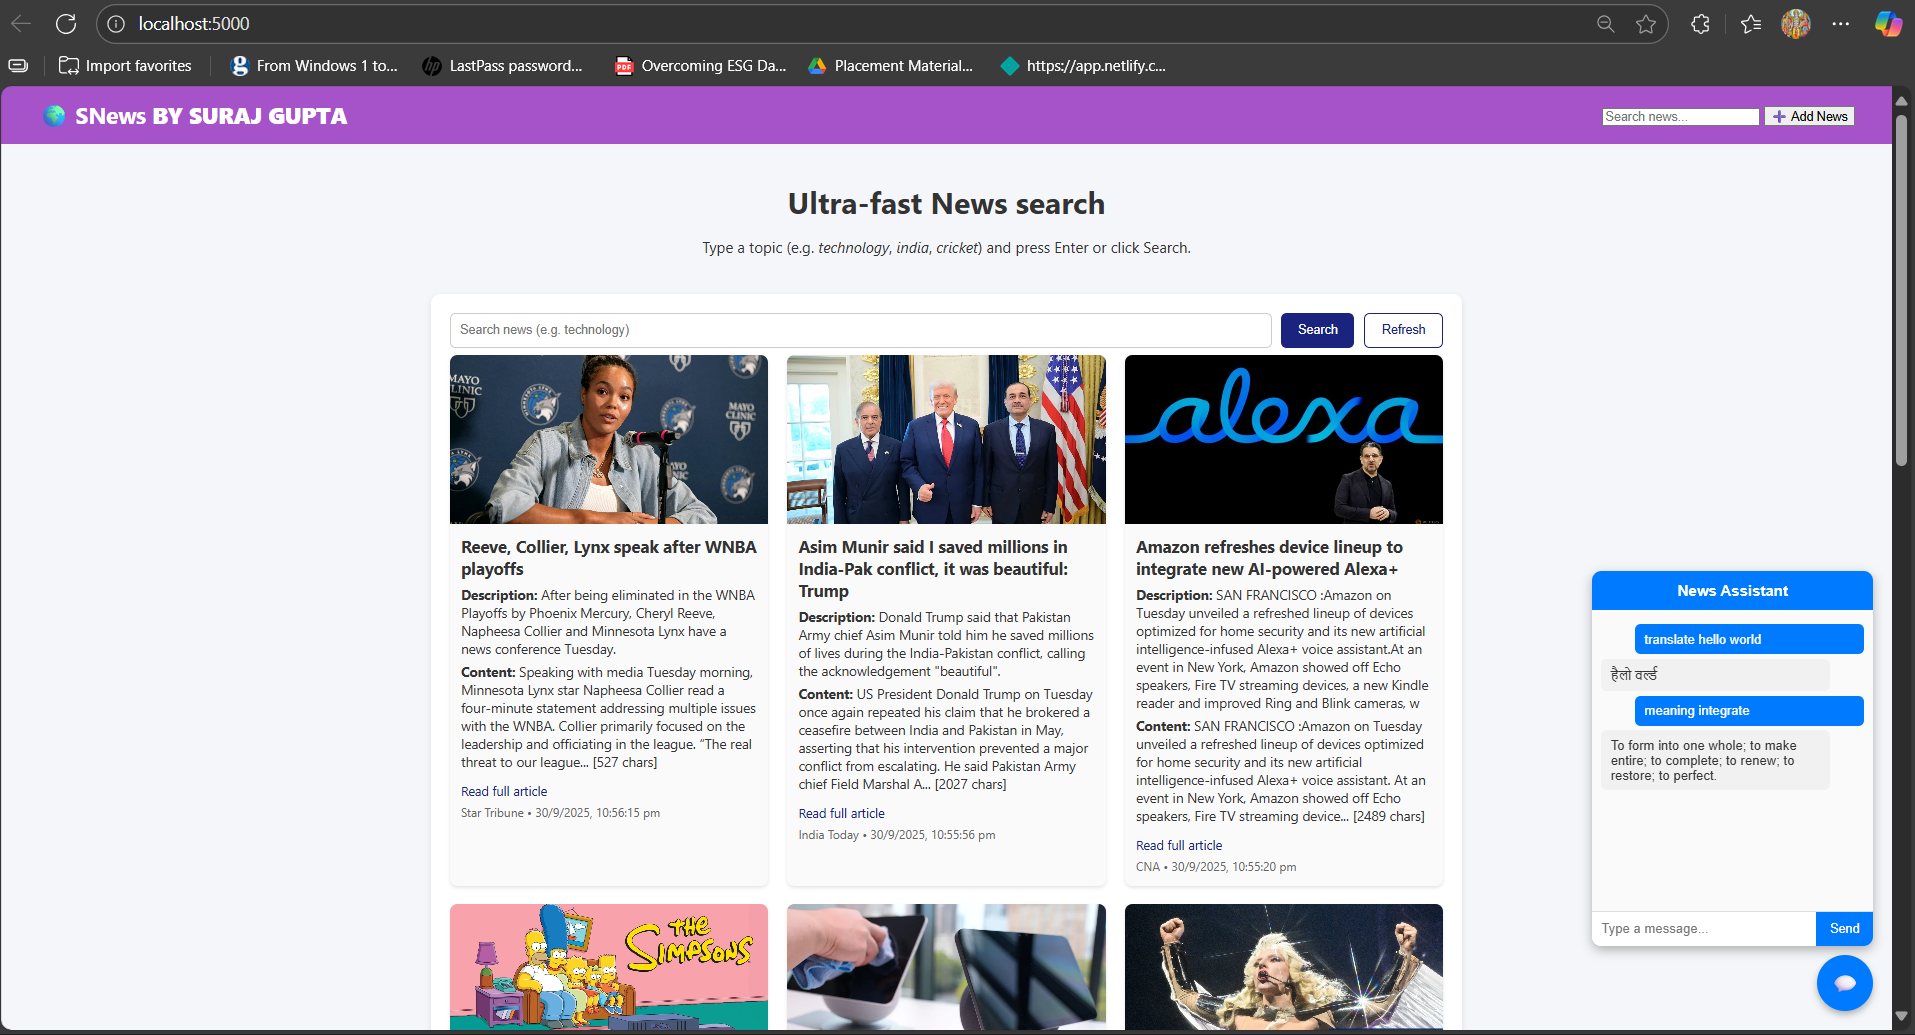 localhost:5000
Import favorites
From Windows 1 to...
LastPass password...
PDF
Overcoming ESG Da...
Placement Material...
https://app.netlify.c...
SNews BY SURAJ GUPTA
Search news...
Add News
Ultra-fast News search
Type a topic (e.g. technology, india, cricket) and press Enter or click Search.
Search news (e.g. technology)
Search
Refresh
MAYO
CLINIC
MAYO
CLINIC
alexa
Reeve, Collier, Lynx speak after WNBA
playoffs
Description: After being eliminated in the WNBA
Playoffs by Phoenix Mercury, Cheryl Reeve,
Napheesa Collier and Minnesota Lynx have a
news conference Tuesday.
Content: Speaking with media Tuesday morning,
Minnesota Lynx star Napheesa Collier read a
four-minute statement addressing multiple issues
with the WNBA. Collier primarily focused on the
leadership and officiating in the league. “The real
threat to our league... [527 chars]
Read full article
Star Tribune • 30/9/2025, 10:56:15 pm
Asim Munir said I saved millions in
India-Pak conflict, it was beautiful:
Trump
Description: Donald Trump said that Pakistan
Army chief Asim Munir told him he saved millions
of lives during the India-Pakistan conflict, calling
the acknowledgement "beautiful".
Content: US President Donald Trump on Tuesday
once again repeated his claim that he brokered a
ceasefire between India and Pakistan in May,
asserting that his intervention prevented a major
conflict from escalating. He said Pakistan Army
chief Field Marshal A... [2027 chars]
Read full article
India Today • 30/9/2025, 10:55:56 pm
Amazon refreshes device lineup to
integrate new AI-powered Alexa+
Description: SAN FRANCISCO :Amazon on
Tuesday unveiled a refreshed lineup of devices
optimized for home security and its new artificial
intelligence-infused Alexa+ voice assistant.At an
event in New York, Amazon showed off Echo
speakers, Fire TV streaming devices, a new Kindle
reader and improved Ring and Blink cameras, w
Content: SAN FRANCISCO :Amazon on Tuesday
unveiled a refreshed lineup of devices optimized
for home security and its new artificial
intelligence-infused Alexa+ voice assistant. At an
event in New York, Amazon showed off Echo
speakers, Fire TV streaming device... [2489 chars]
Read full article
CNA • 30/9/2025, 10:55:20 pm
THE
SIMPSONS
News Assistant
translate hello world
हैलो वर्ल्ड
meaning integrate
To form into one whole; to make
entire; to complete; to renew; to
restore; to perfect.
Type a message...
Send